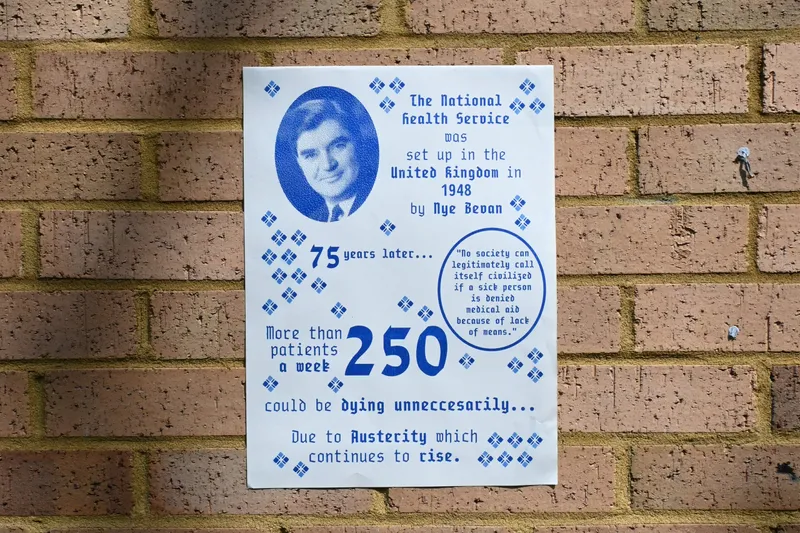 The National
Health Service
was
set up in the
United Kingdom in
1948
by Nye Bevan
75 years later...
"No society can
legitimately call
itself civilized
if a sick person
is denied
medical aid
because of lack
of means."
More than 250
patients
a week
could be dying unneccesarily...
Due to Austerity which
continues to rise.